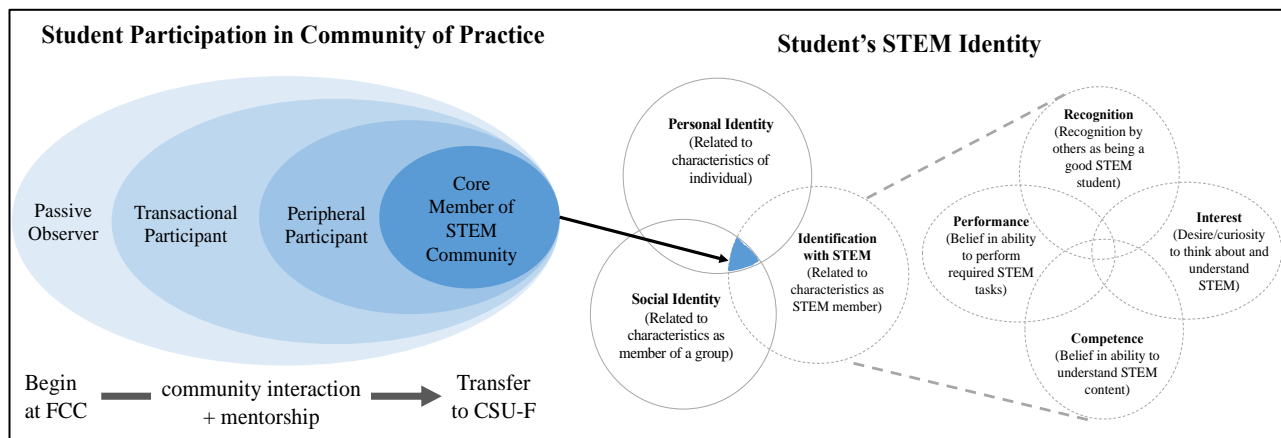 Student Participation in Community of Practice
Passive
Observer
Transactional
Participant
Peripheral
Participant
Core
Member of
STEM
Community
Begin
at FCC
community interaction
+ mentorship
Transfer
to CSU-F
Student’s STEM Identity
Personal Identity
(Related to
characteristics of
individual)
Social Identity
(Related to
characteristics as
member of a group)
Identification
with STEM
(Related to
characteristics as
STEM member)
Recognition
(Recognition by
others as being a
good STEM
student)
Performance
(Belief in ability to
perform
required STEM
tasks)
Interest
(Desire/curiosity
to think about and
understand
STEM)
Competence
(Belief in ability to
understand STEM
content)